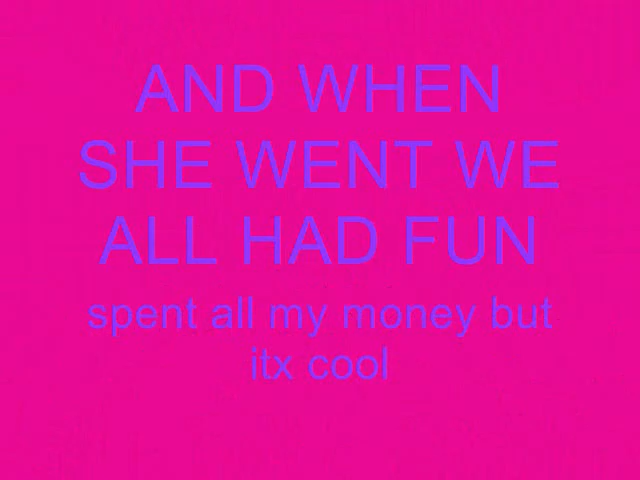 AND WHEN
SHE WENT WE
ALL HAD FUN
spent all my money but
itx cool